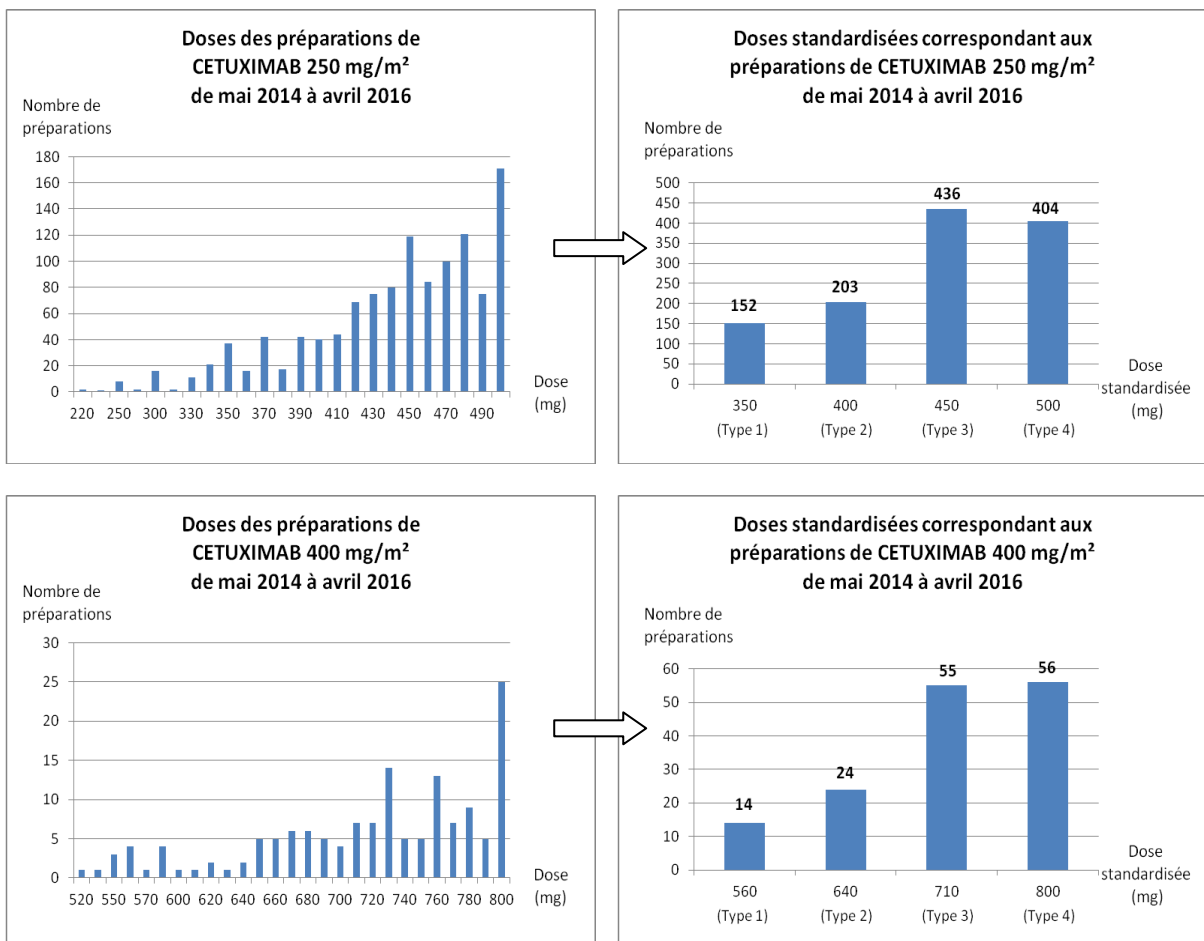 Doses des préparations de
CETUXIMAB 250 mg/m²
de mai 2014 à avril 2016
Nombre de
préparations
180
160
140
120
100
80
60
40
20
0
220 250 300 330 350 370 390 410 430 450 470 490
Dose
(mg)
Doses standardisées correspondant aux
préparations de CETUXIMAB 250 mg/m²
de mai 2014 à avril 2016
Nombre de
préparations
500
450
400
350
300
250
200
150
100
50
0
152
203
436
404
350 400 450 500
(Type 1) (Type 2) (Type 3) (Type 4)
Dose
standardisée
(mg)
Doses des préparations de
CETUXIMAB 400 mg/m²
de mai 2014 à avril 2016
Nombre de
préparations
30
25
20
15
10
5
0
520 550 570 600 620 640 660 680 700 720 740 760 780 800
Dose
(mg)
Doses standardisées correspondant aux
préparations de CETUXIMAB 400 mg/m²
de mai 2014 à avril 2016
Nombre de
préparations
60
50
40
30
20
10
0
14
24
55
56
560 640 710 800
(Type 1) (Type 2) (Type 3) (Type 4)
Dose
standardisée
(mg)